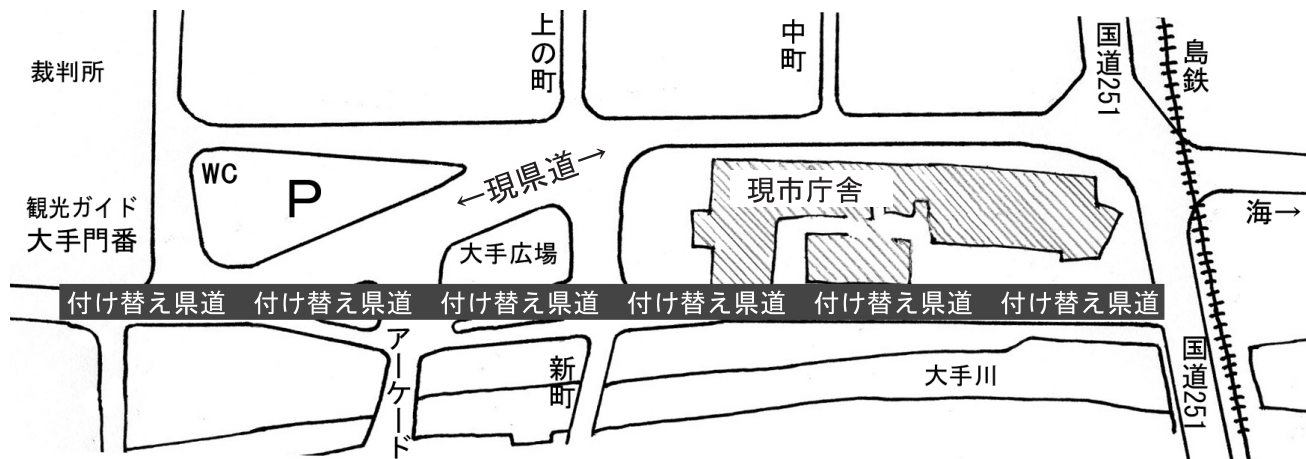 裁判所
上の町
中町
国道251
島鉄
WC
P
←現県道→
現市庁舎
観光ガイド
大手門番
大手広場
海→
付け替え県道 付け替え県道 付け替え県道 付け替え県道 付け替え県道 付け替え県道
アーケード
新町
大手川
国道251